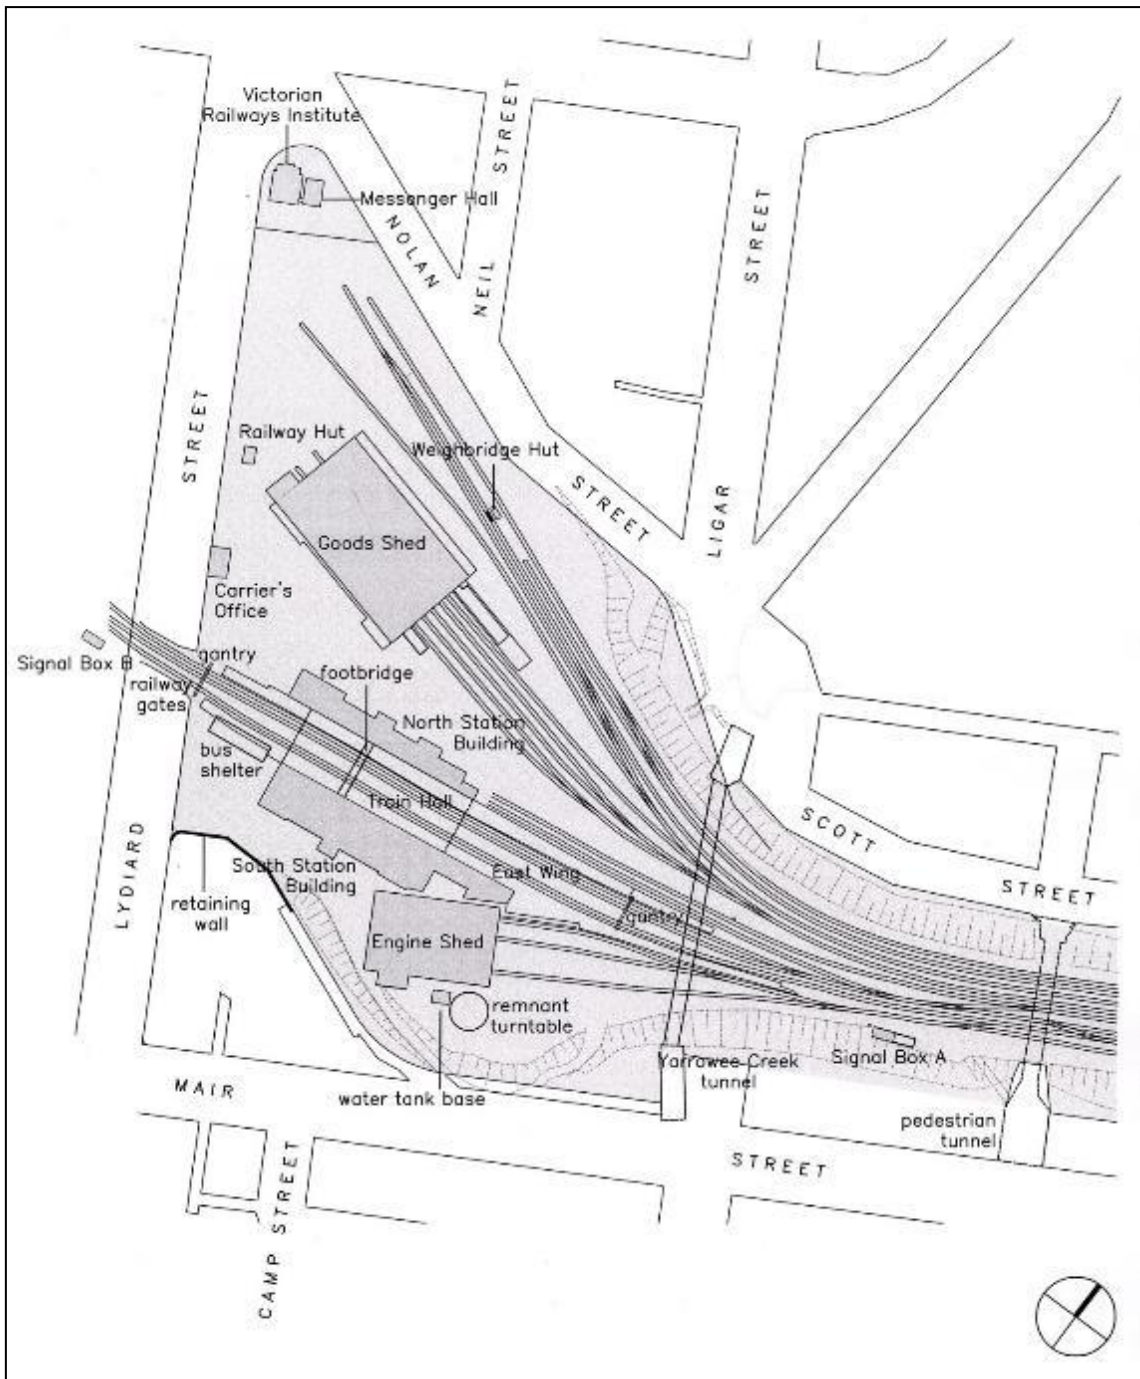 Victorian
Railways Institute
Messenger Hall
NOLAN
STREET
NEIL
STREET
STREET
LIGAR
STREET
Railway Hut
Weighbridge Hut
Goods Shed
Carrier's
Office
Signal Box B
gantry
railway
gates
footbridge
North Station
Building
bus
shelter
Train Hall
SCOTT
STREET
LYDIARD
retaining
wall
South Station
Building
East Wing
gantry
Engine Shed
remnant
turntable
water tank base
Yarrowee Creek
tunnel
Signal Box A
pedestrian
tunnel
MAIR
STREET
CAMP STREET
STREET